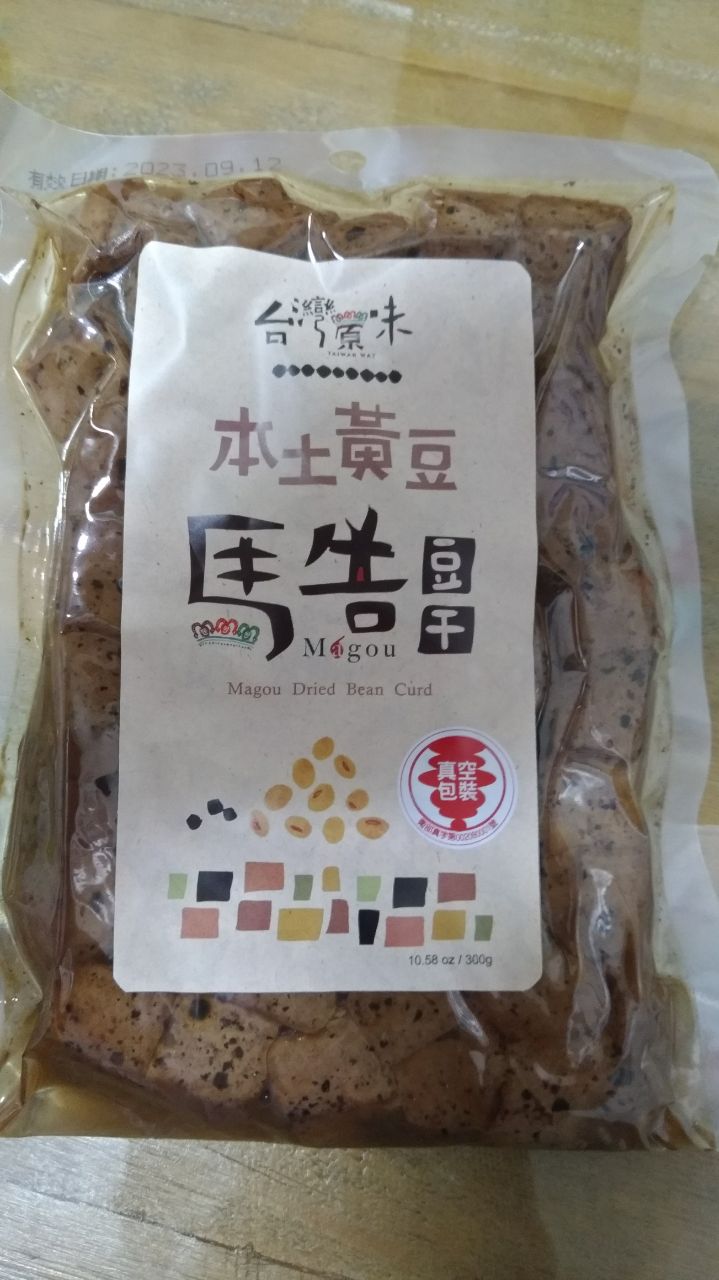 有效日期:2023.09.12
台灣原味
TAIWAN WAY
本土黃豆
馬告
豆干
Magou
Magou Dried Bean Curd
真空
包裝
10.58 oz / 300g